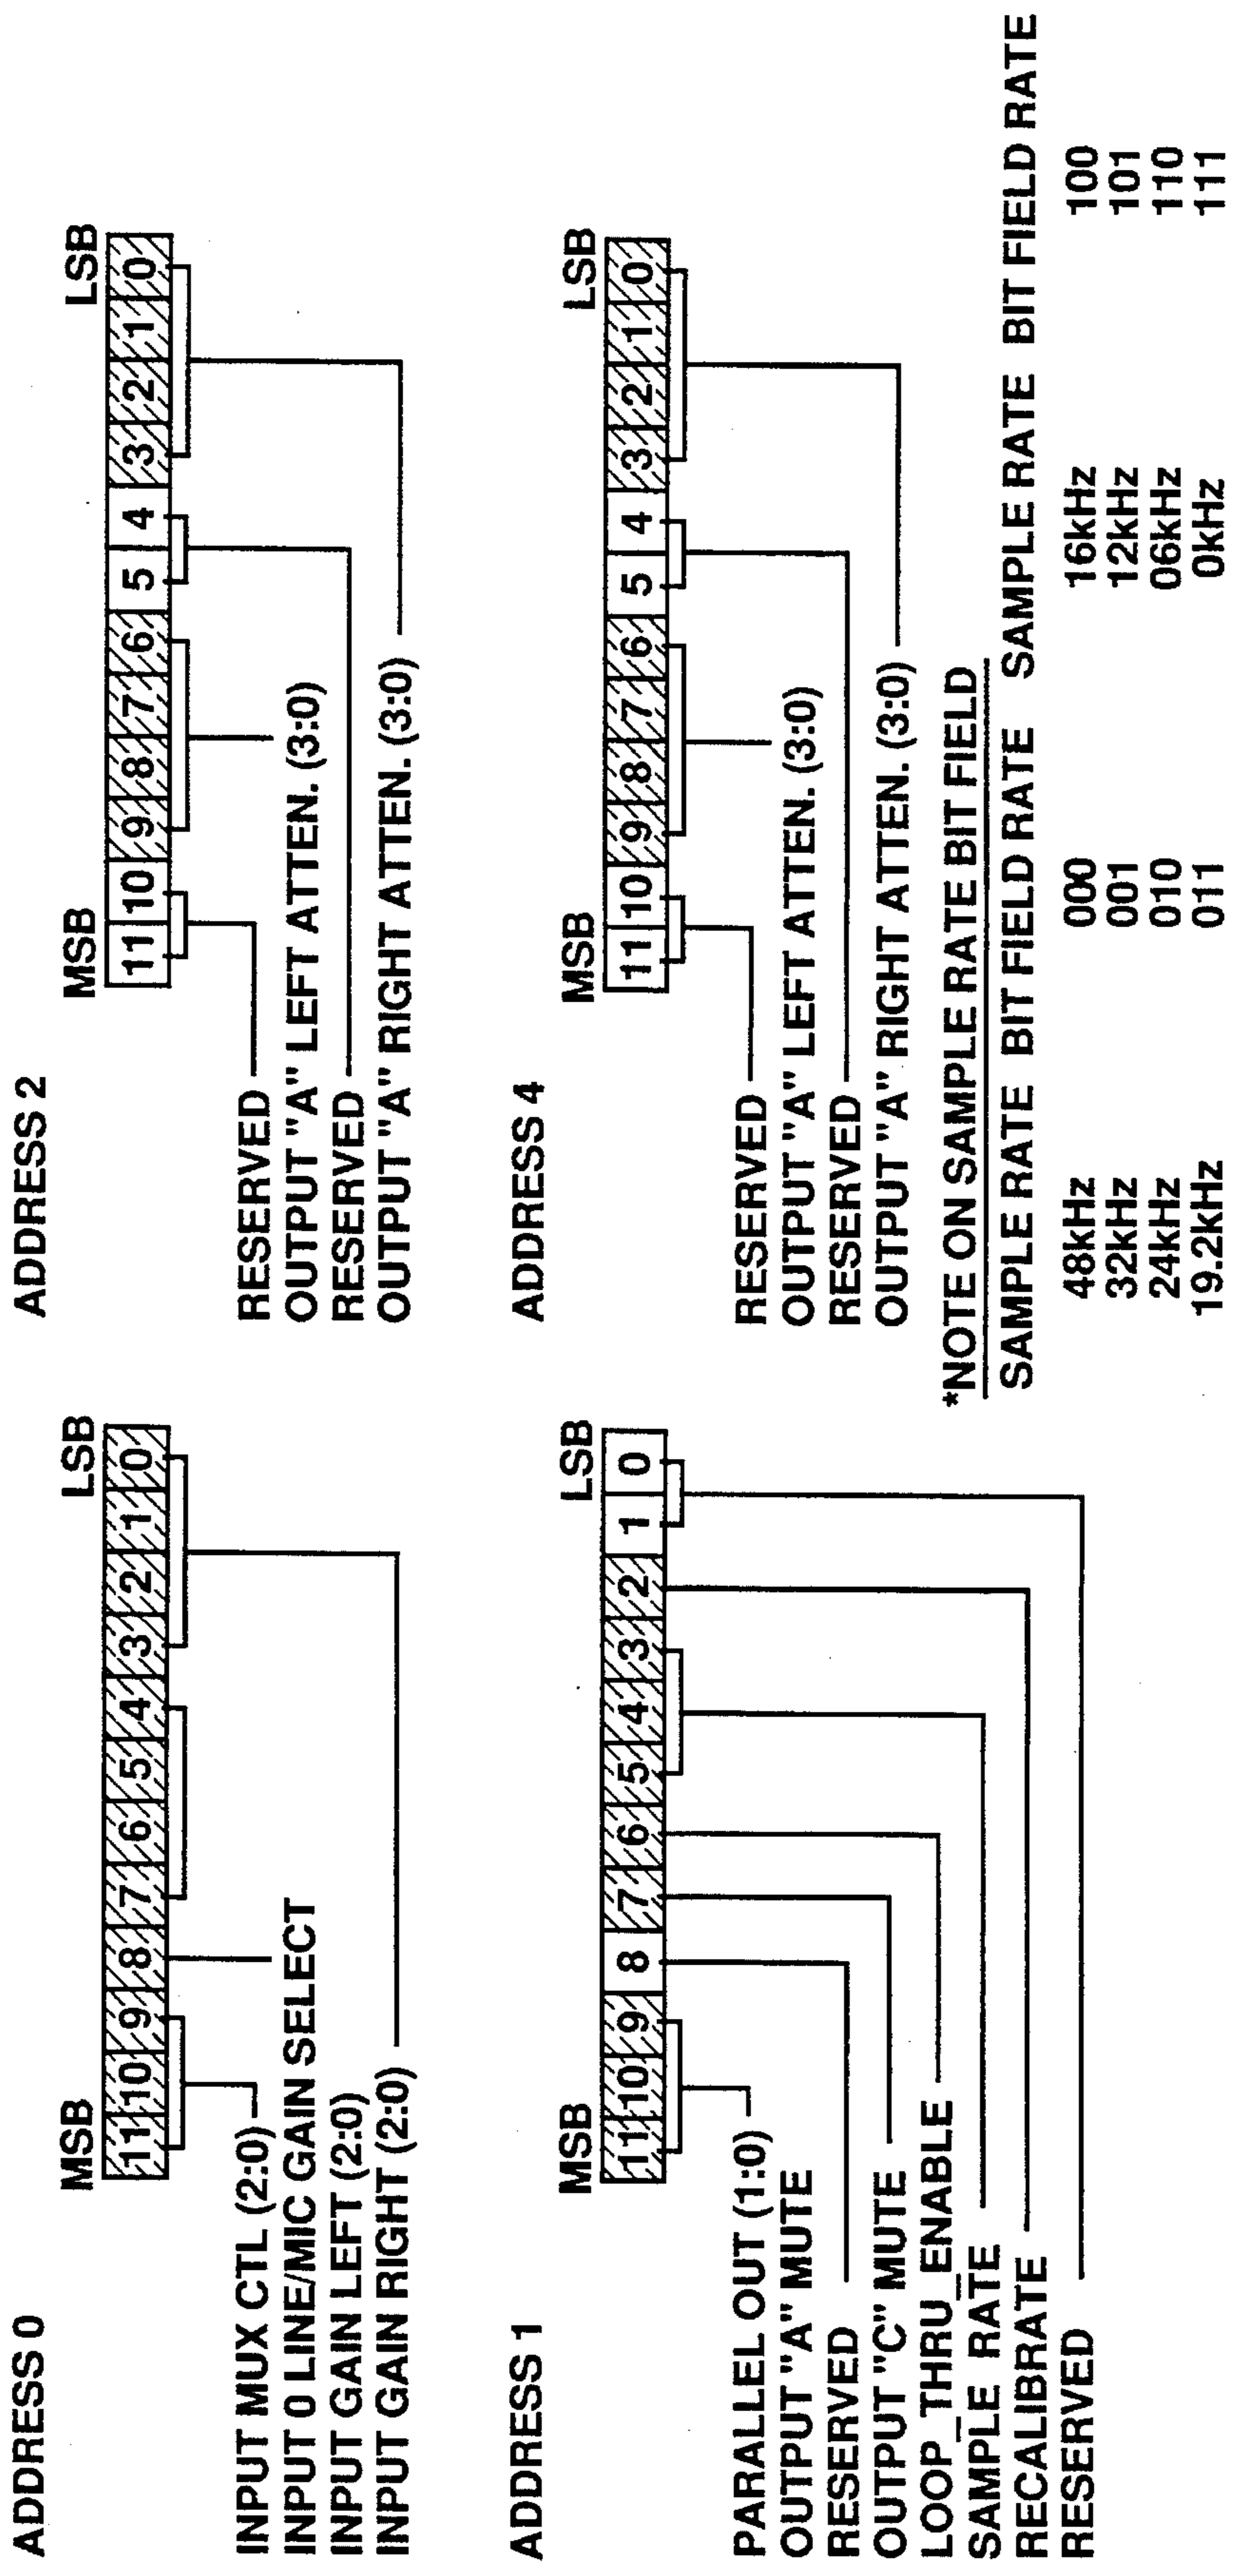 ADDRESS 0
MSB LSB
11 10 9 8 7 6 5 4 3 2 1 0
INPUT MUX CTL (2:0)
INPUT 0 LINE/MIC GAIN SELECT
INPUT GAIN LEFT (2:0)
INPUT GAIN RIGHT (2:0)
ADDRESS 2
MSB LSB
11 10 9 8 7 6 5 4 3 2 1 0
RESERVED
OUTPUT "A" LEFT ATTEN. (3:0)
RESERVED
OUTPUT "A" RIGHT ATTEN. (3:0)
ADDRESS 1
MSB LSB
11 10 9 8 7 6 5 4 3 2 1 0
PARALLEL OUT (1:0)
OUTPUT "A" MUTE
RESERVED
OUTPUT "C" MUTE
LOOP_THRU_ENABLE
SAMPLE_RATE
RECALIBRATE
RESERVED
ADDRESS 4
MSB LSB
11 10 9 8 7 6 5 4 3 2 1 0
RESERVED
OUTPUT "A" LEFT ATTEN. (3:0)
RESERVED
OUTPUT "A" RIGHT ATTEN. (3:0)
*NOTE ON SAMPLE RATE BIT FIELD
SAMPLE RATE BIT FIELD RATE SAMPLE RATE BIT FIELD RATE
48kHz 000 16kHz 100
32kHz 001 12kHz 101
24kHz 010 06kHz 110
19.2kHz 011 0kHz 111